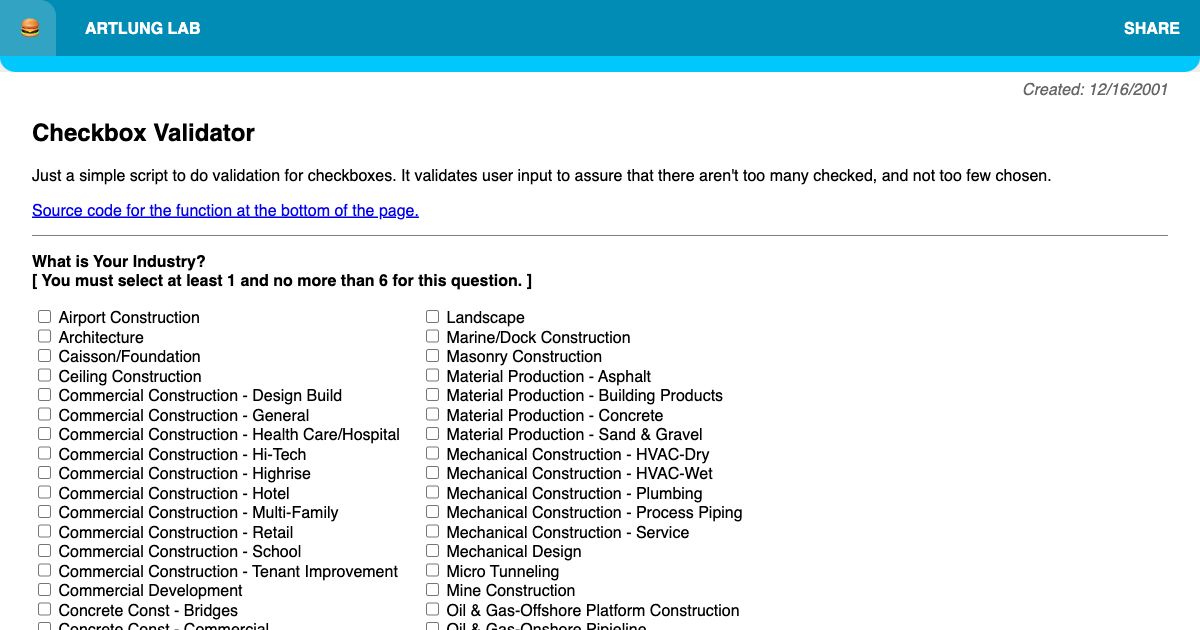 ARTLUNG LAB
SHARE
Created: 12/16/2001
Checkbox Validator
Just a simple script to do validation for checkboxes. It validates user input to assure that there aren't too many checked, and not too few chosen.
Source code for the function at the bottom of the page.
What is Your Industry?
[ You must select at least 1 and no more than 6 for this question. ]
Airport Construction
Architecture
Caisson/Foundation
Ceiling Construction
Commercial Construction - Design Build
Commercial Construction - General
Commercial Construction - Health Care/Hospital
Commercial Construction - Hi-Tech
Commercial Construction - Highrise
Commercial Construction - Hotel
Commercial Construction - Multi-Family
Commercial Construction - Retail
Commercial Construction - School
Commercial Construction - Tenant Improvement
Commercial Development
Concrete Const - Bridges
Concrete Const - Commercial
Landscape
Marine/Dock Construction
Masonry Construction
Material Production - Asphalt
Material Production - Building Products
Material Production - Concrete
Material Production - Sand & Gravel
Mechanical Construction - HVAC-Dry
Mechanical Construction - HVAC-Wet
Mechanical Construction - Plumbing
Mechanical Construction - Process Piping
Mechanical Construction - Service
Mechanical Design
Micro Tunneling
Mine Construction
Oil & Gas-Offshore Platform Construction
Oil & Gas-Onshore Pipieline